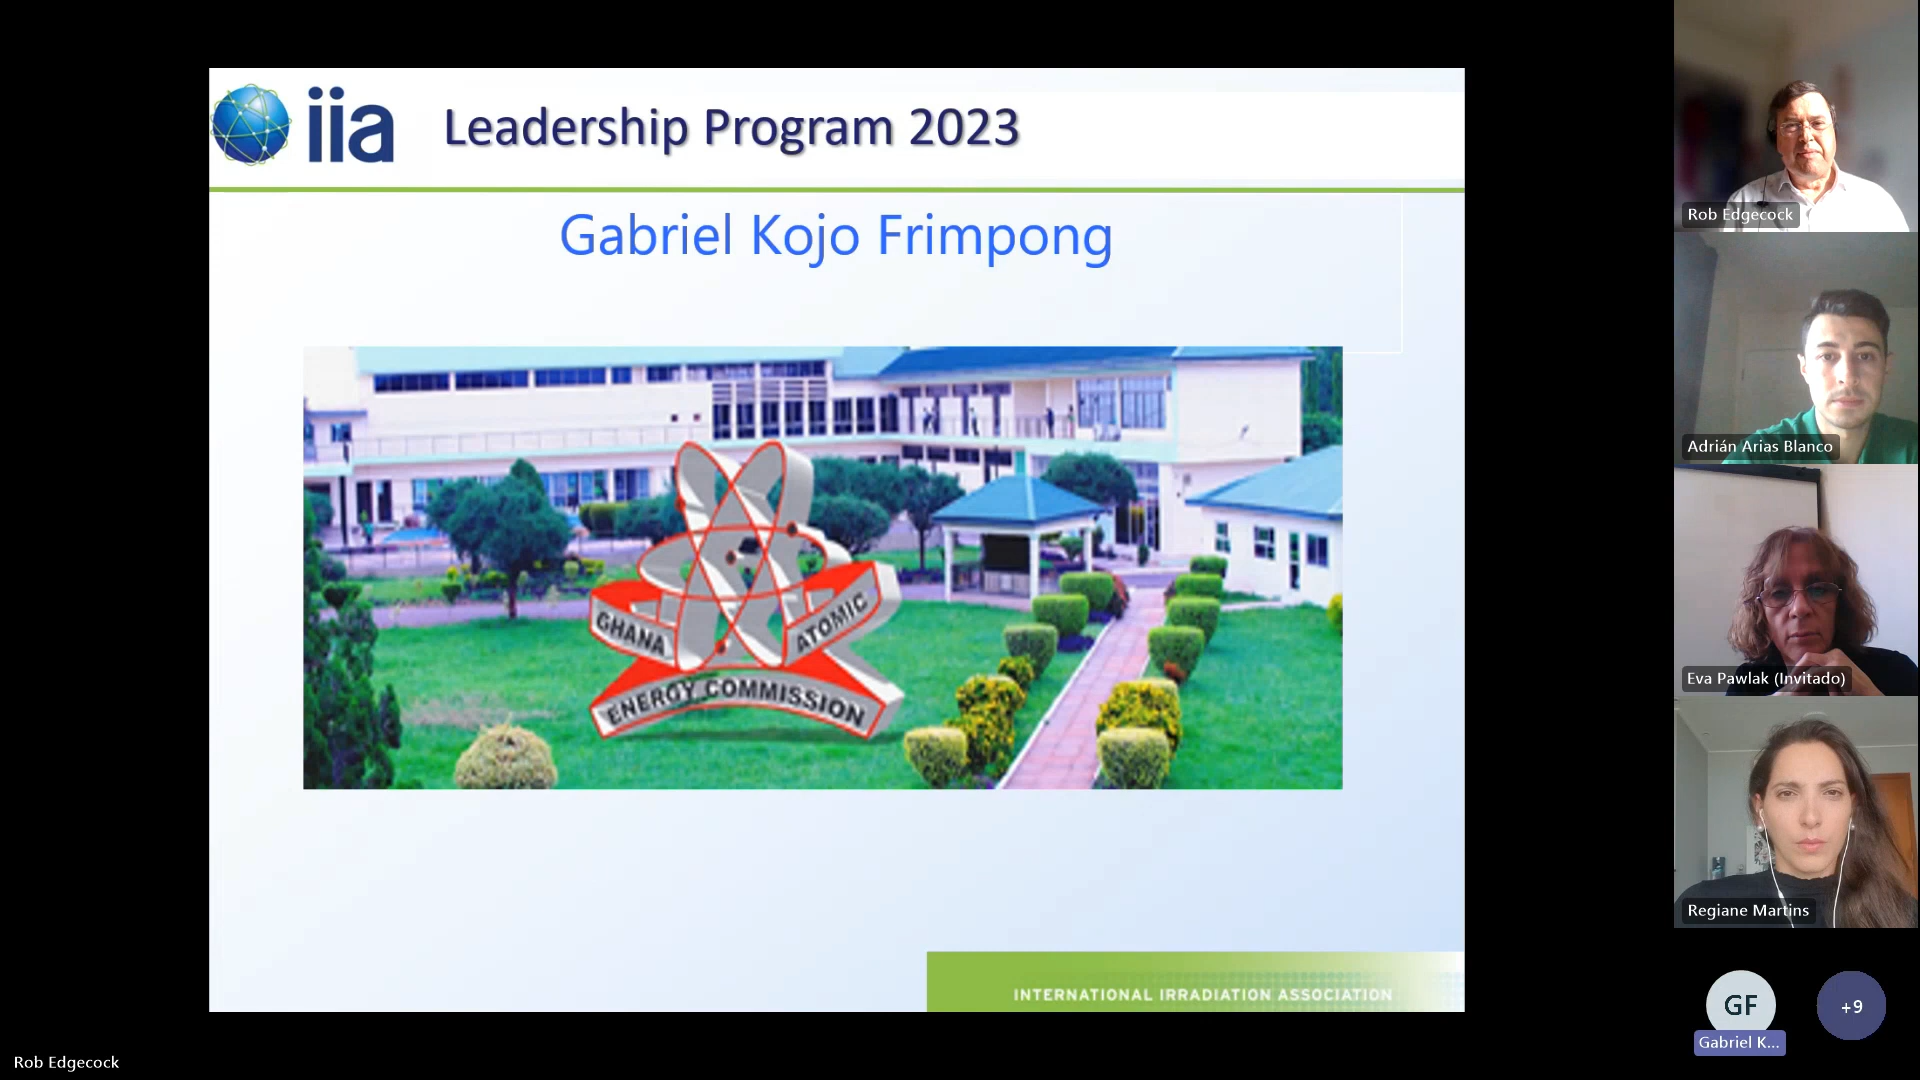 iia
Leadership Program 2023
Gabriel Kojo Frimpong
GHANA ATOMIC
ENERGY COMMISSION
INTERNATIONAL IRRADIATION ASSOCIATION
Rob Edgecock
Adrián Arias Blanco
Eva Pawlak (Invitado)
Regiane Martins
GF
+9
Gabriel K...
Rob Edgecock